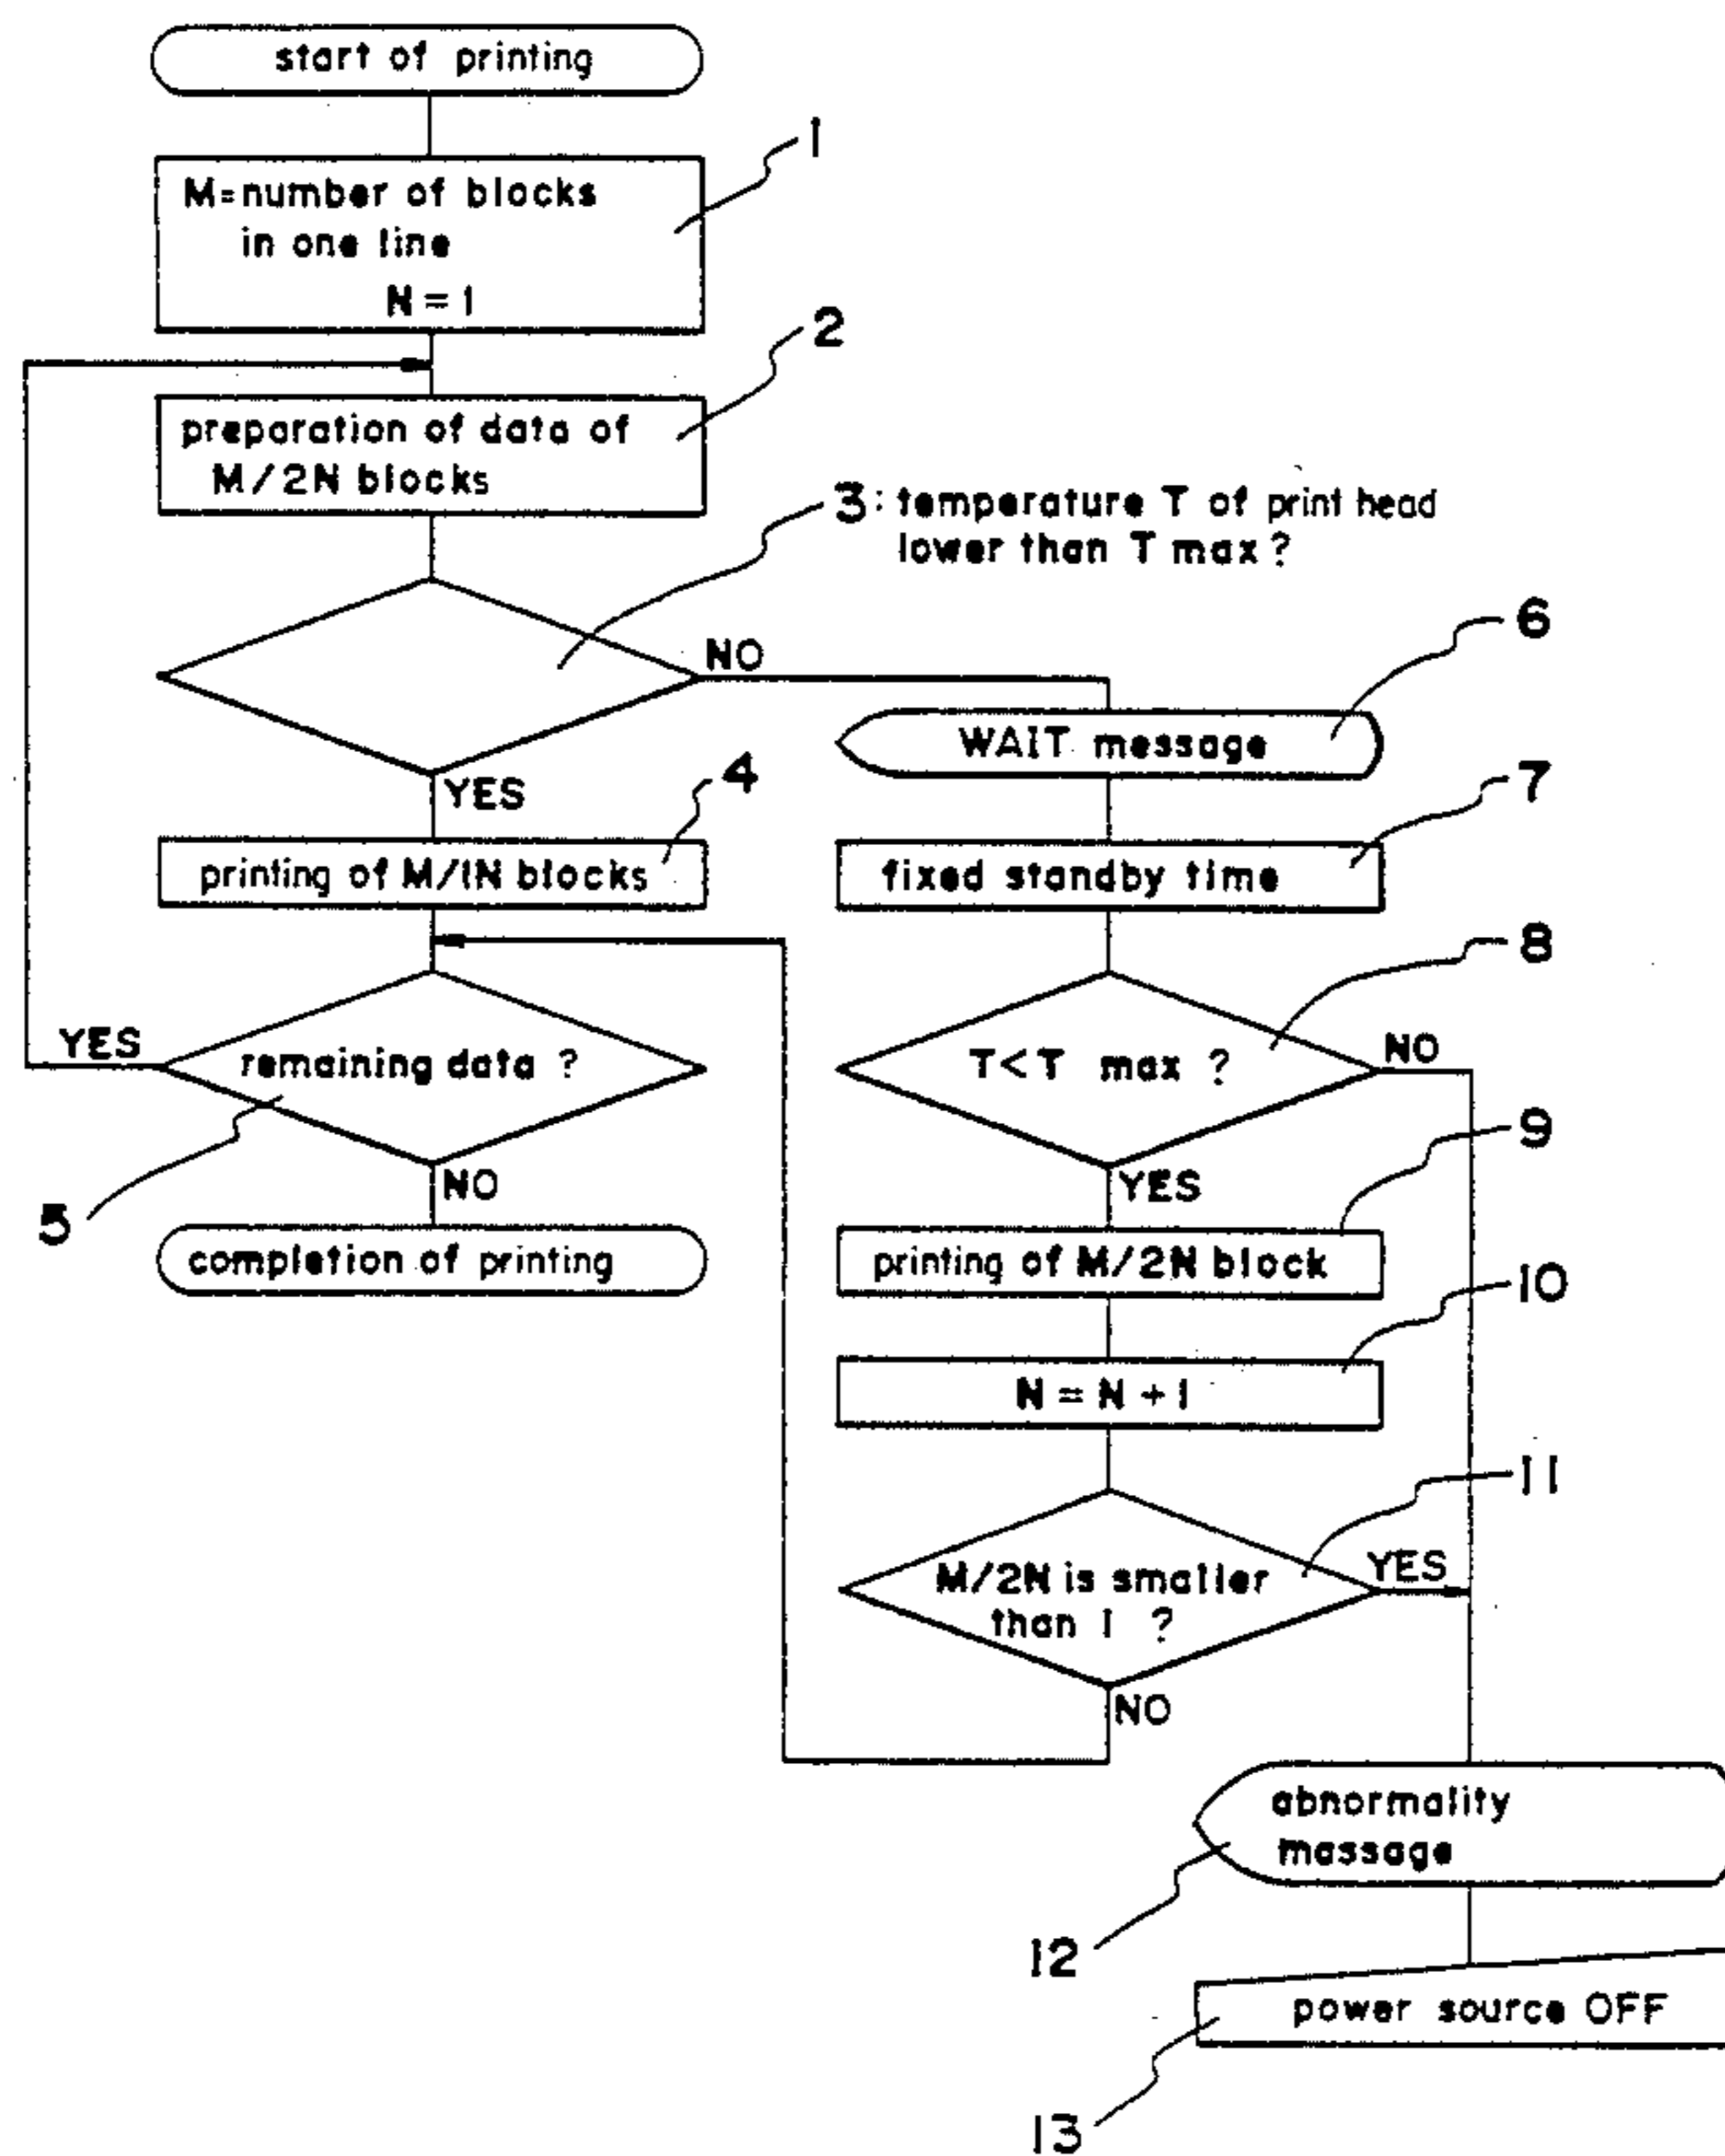 start of printing
1
M=number of blocks
in one line
N = 1
2
preparation of data of
M/2N blocks
3: temperature T of print head
lower than T max ?
NO
6
WAIT message
YES
4
7
printing of M/1N blocks
fixed standby time
8
YES
remaining data ?
T<T max ?
NO
9
5
NO
YES
completion of printing
printing of M/2N block
10
N = N + 1
11
M/2N is smaller
than 1 ?
YES
NO
abnormality
massage
12
power source OFF
13